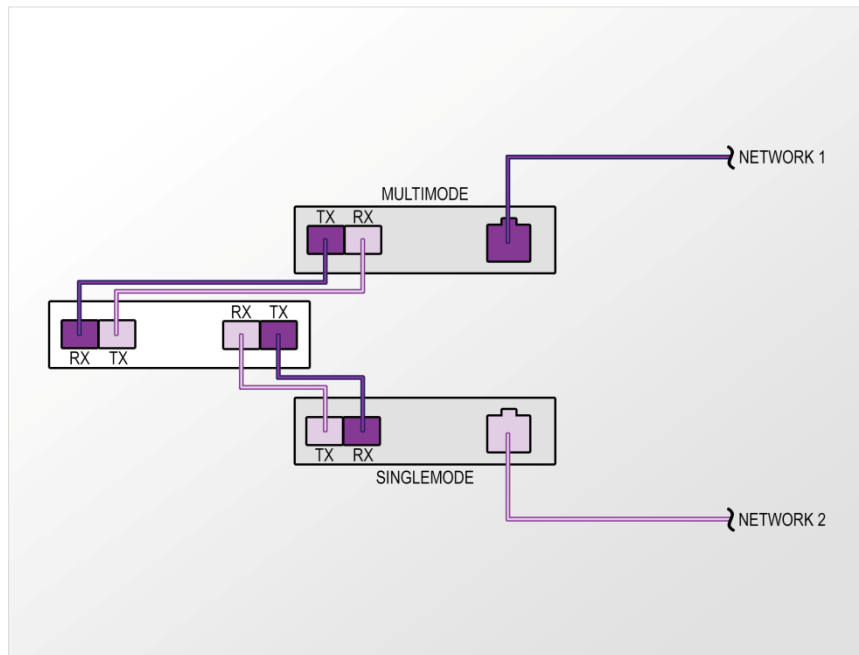 NETWORK 1
MULTIMODE
TX RX
RX TX
RX TX
TX RX
SINGLEMODE
NETWORK 2